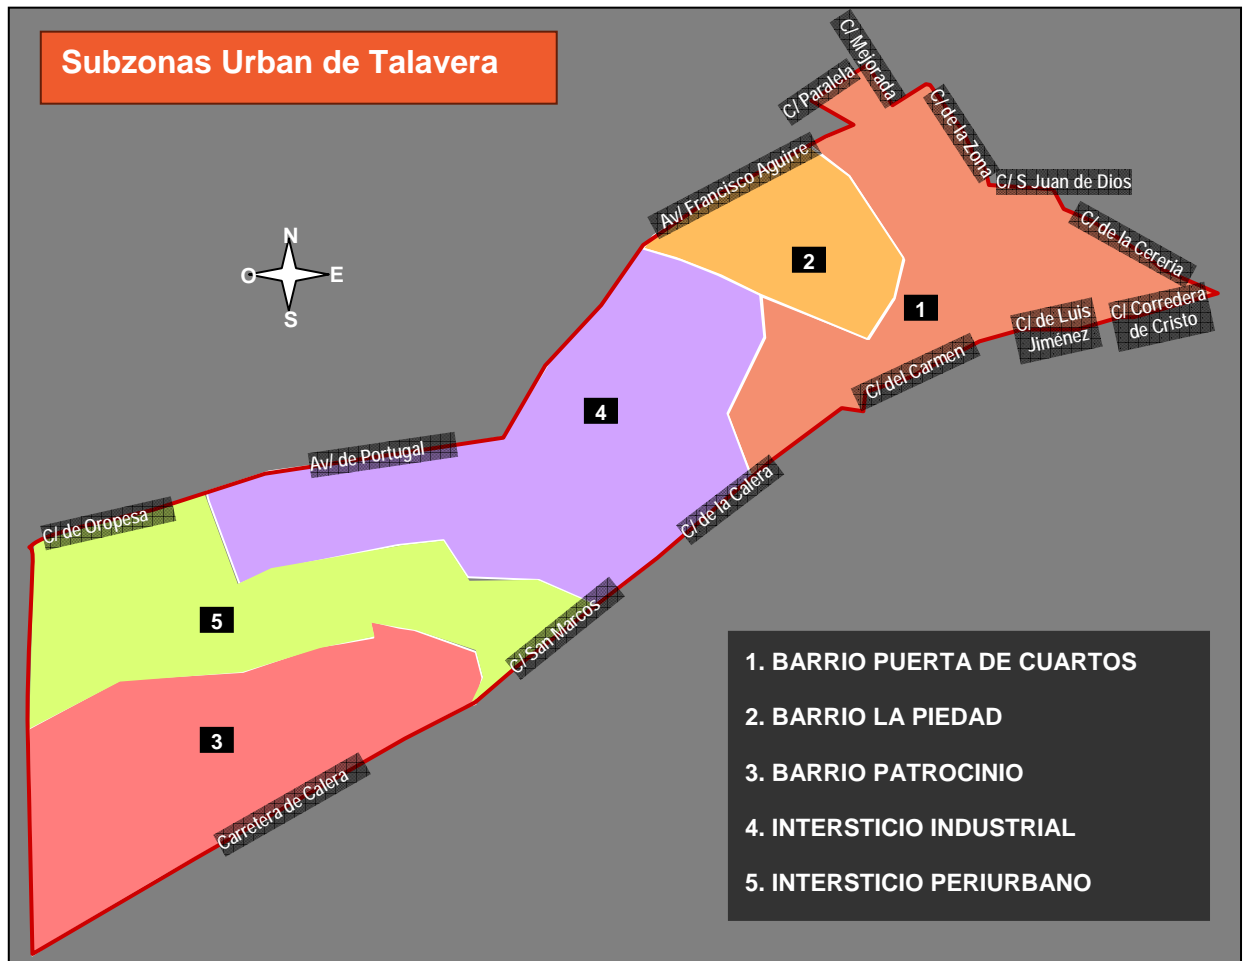 Subzonas Urban de Talavera
C/ Mejorada
C/ Paralela
C/ de la Zona
Av/ Francisco Aguirre
C/ S Juan de Dios
C/ de la Cerería
N
O
E
S
2
1
C/ Corredera
de Cristo
C/ de Luis
Jiménez
C/ del Carmen
4
Av/ de Portugal
C/ de la Calera
C/ de Oropesa
5
C/ San Marcos
3
Carretera de Calera
1. BARRIO PUERTA DE CUARTOS
2. BARRIO LA PIEDAD
3. BARRIO PATROCINIO
4. INTERSTICIO INDUSTRIAL
5. INTERSTICIO PERIURBANO